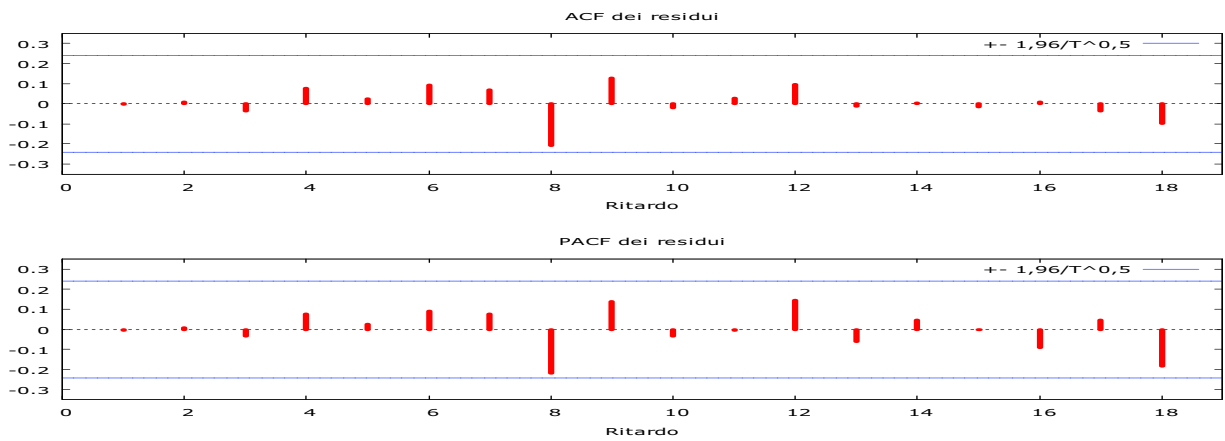 ACF dei residui
+- 1,96/T^0,5
0.3
0.2
0.1
0
-0.1
-0.2
-0.3
0 2 4 6 8 10 12 14 16 18
Ritardo
PACF dei residui
+- 1,96/T^0,5
0.3
0.2
0.1
0
-0.1
-0.2
-0.3
0 2 4 6 8 10 12 14 16 18
Ritardo